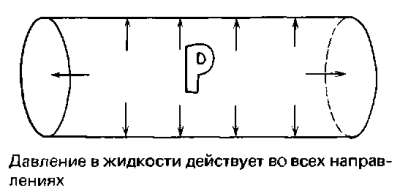 P
Давление в жидкости действует во всех направ-
лениях